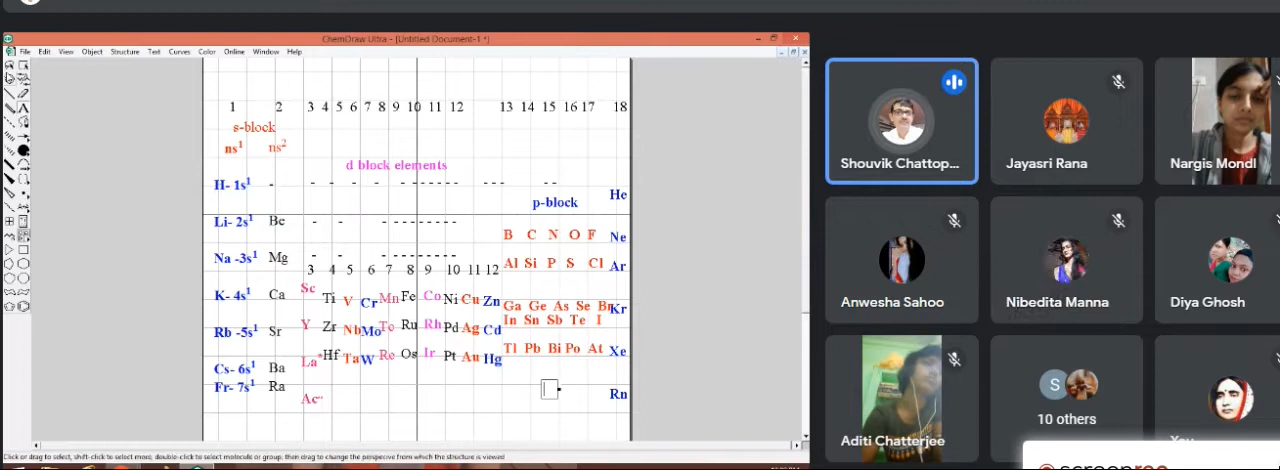 ChemDraw Ultra - [Untitled Document-1 *]
File Edit View Object Structure Text Curves Color Online Window Help
1 2 3 4 5 6 7 8 9 10 11 12 13 14 15 16 17 18
s-block
ns¹ ns²
d block elements
H- 1s¹ - - - - - - - - - - - - - - - He
p-block
Li- 2s¹ Be - - - - - - - - -
B C N O F Ne
Na -3s¹ Mg - - - - - - - - - Al Si P S Cl Ar
3 4 5 6 7 8 9 10 11 12
K- 4s¹ Ca Sc Ti V Cr Mn Fe Co Ni Cu Zn Ga Ge As Se Br Kr
In Sn Sb Te I
Rb -5s¹ Sr Y Zr Nb Mo Tc Ru Rh Pd Ag Cd
Tl Pb Bi Po At Xe
Cs- 6s¹ Ba La* Hf Ta W Re Os Ir Pt Au Hg
Fr- 7s¹ Ra Ac** Rn
Click or drag to select, shift-click to select more; double-click to select molecule or group, then drag to change the perspective from which the structure is viewed
Shouvik Chattop...
Jayasri Rana
Nargis Mondl
Anwesha Sahoo
Nibedita Manna
Diya Ghosh
Aditi Chatterjee
S
10 others
You